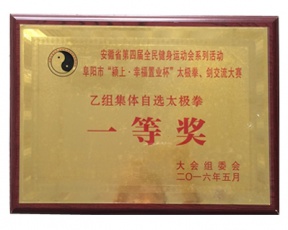 安徽省第四届全民健身运动会系列活动
阜阳市“颍上·幸福置业杯”太极拳、剑交流大赛
乙组集体自选太极拳
一等奖
大会组委会
二〇一六年五月